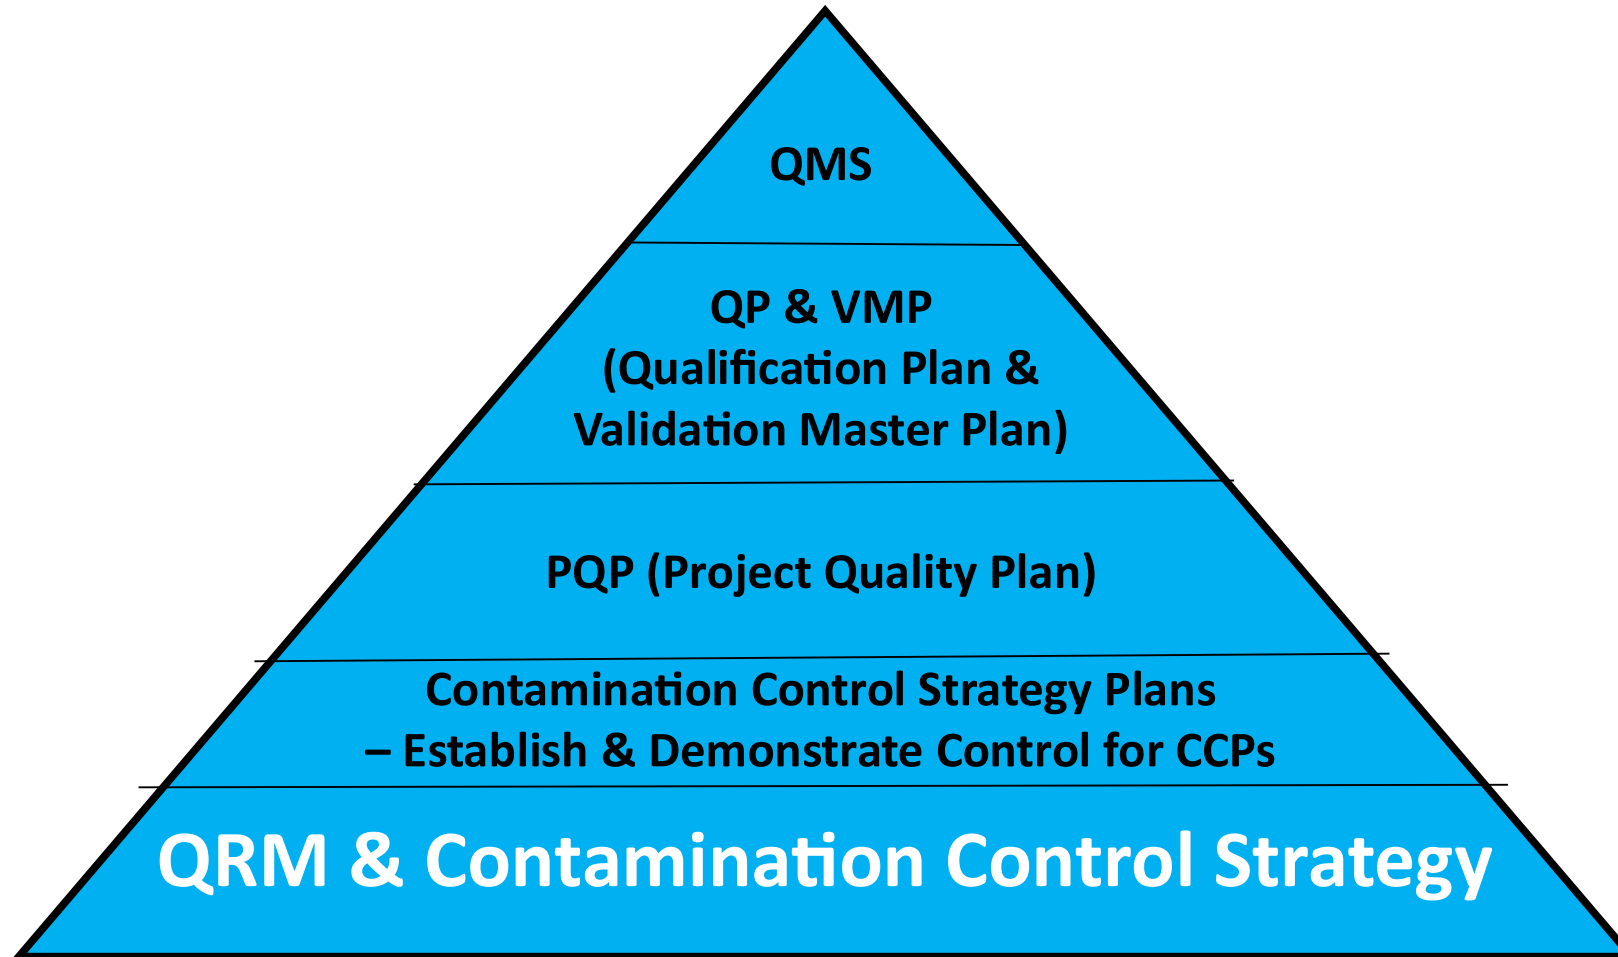 QMS
QP & VMP
(Qualification Plan &
Validation Master Plan)
PQP (Project Quality Plan)
Contamination Control Strategy Plans
– Establish & Demonstrate Control for CCPs
QRM & Contamination Control Strategy